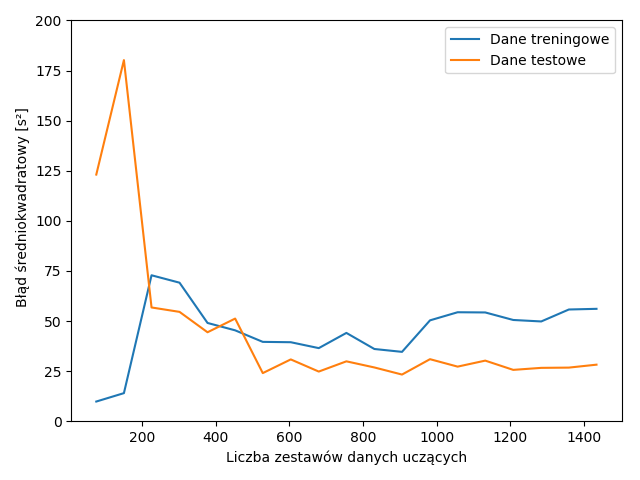 200
175
150
125
100
75
50
25
0
Błąd średniokwadratowy [s²]
Dane treningowe
Dane testowe
200 400 600 800 1000 1200 1400
Liczba zestawów danych uczących